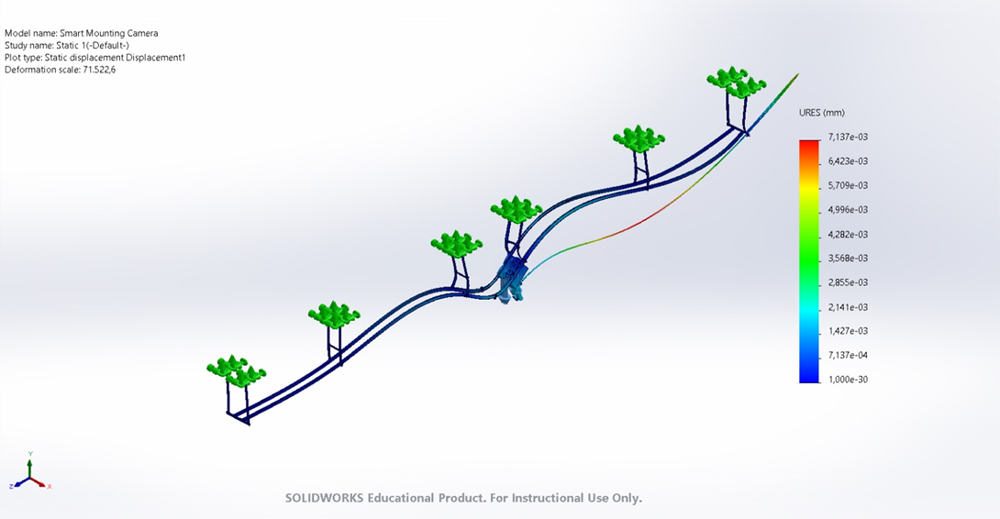 Model name: Smart Mounting Camera
Study name: Static 1(-Default-)
Plot type: Static displacement Displacement1
Deformation scale: 71.522,6
URES (mm)
7,137e-03
6,423e-03
5,709e-03
4,996e-03
4,282e-03
3,568e-03
2,855e-03
2,141e-03
1,427e-03
7,137e-04
1,000e-30
Y
Z X
SOLIDWORKS Educational Product. For Instructional Use Only.